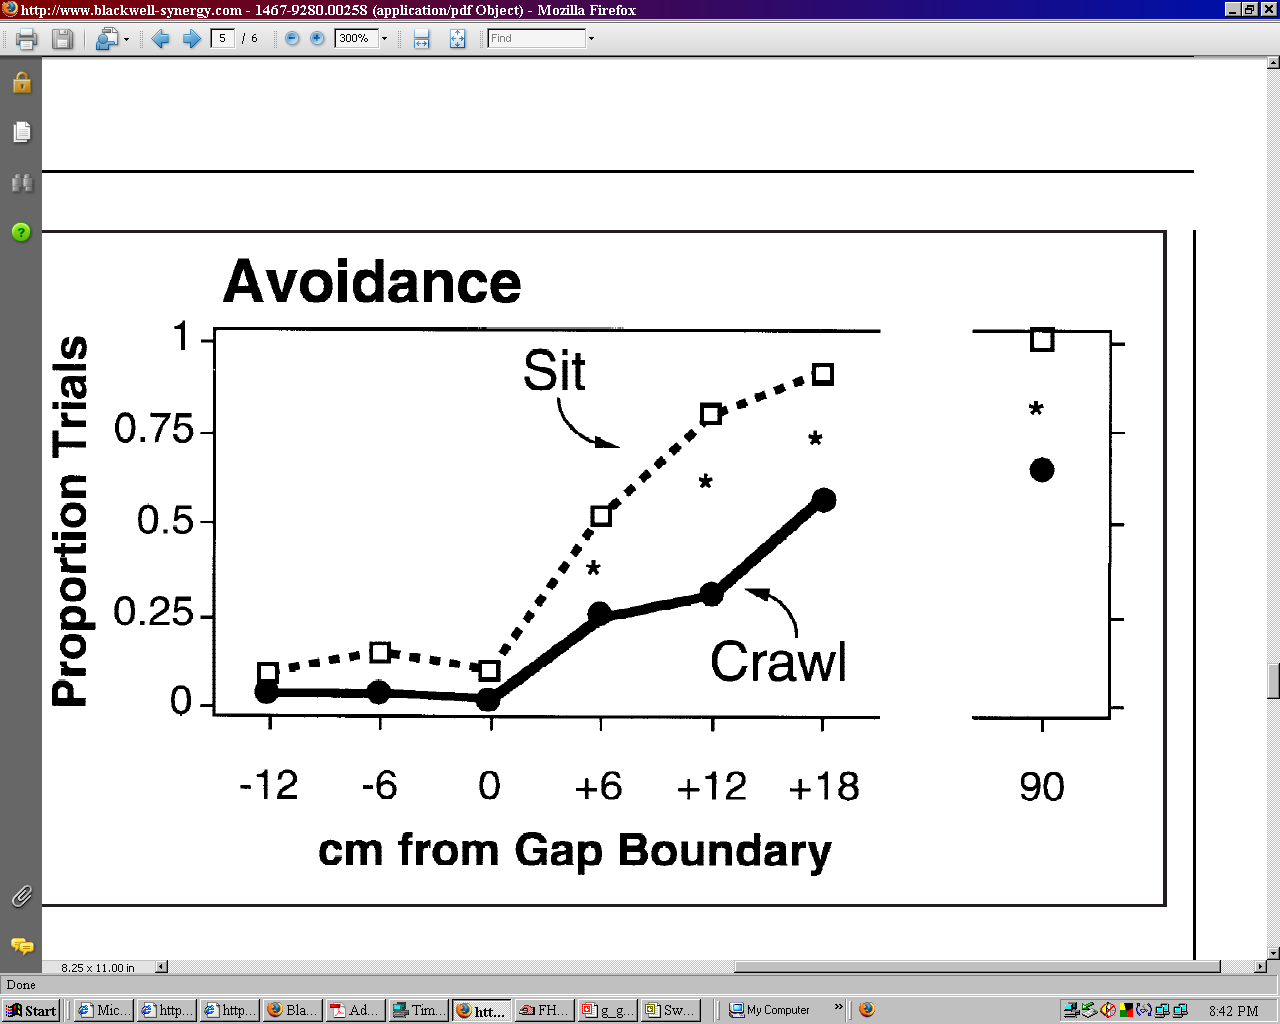 http://www.blackwell-synergy.com - 1467-9280.00258 (application/pdf Object) - Mozilla Firefox
5 / 6 300% Find
Avoidance
Proportion Trials
1
0.75
0.5
0.25
0
Sit
*
*
*
*
Crawl
-12 -6 0 +6 +12 +18 90
cm from Gap Boundary
8.25 x 11.00 in
Done
Start Mic... http... http... Bla... Ad... Tim... htt... FH... g_g... Sw... My Computer » 8:42 PM